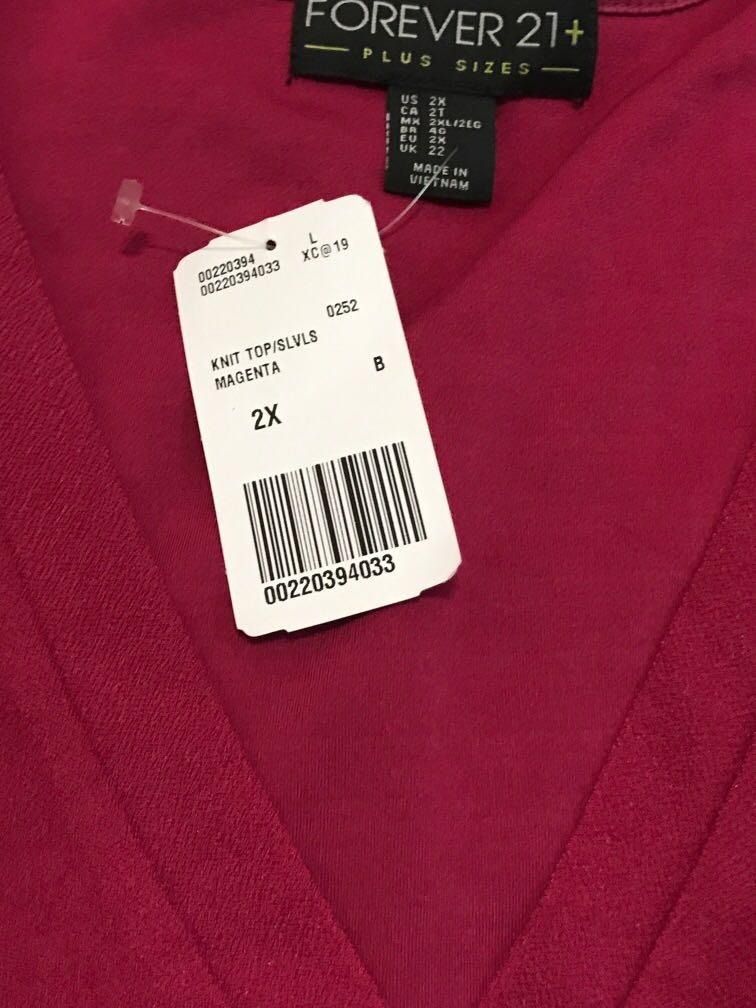 FOREVER 21+
PLUS SIZES
US 2X
CA 2T
MX 2XL/2EG
BR 4G
EU 2X
UK 22
MADE IN
VIETNAM
00220394 L
00220394033 XC@19
0252
KNIT TOP/SLVLS
MAGENTA B
2X
00220394033